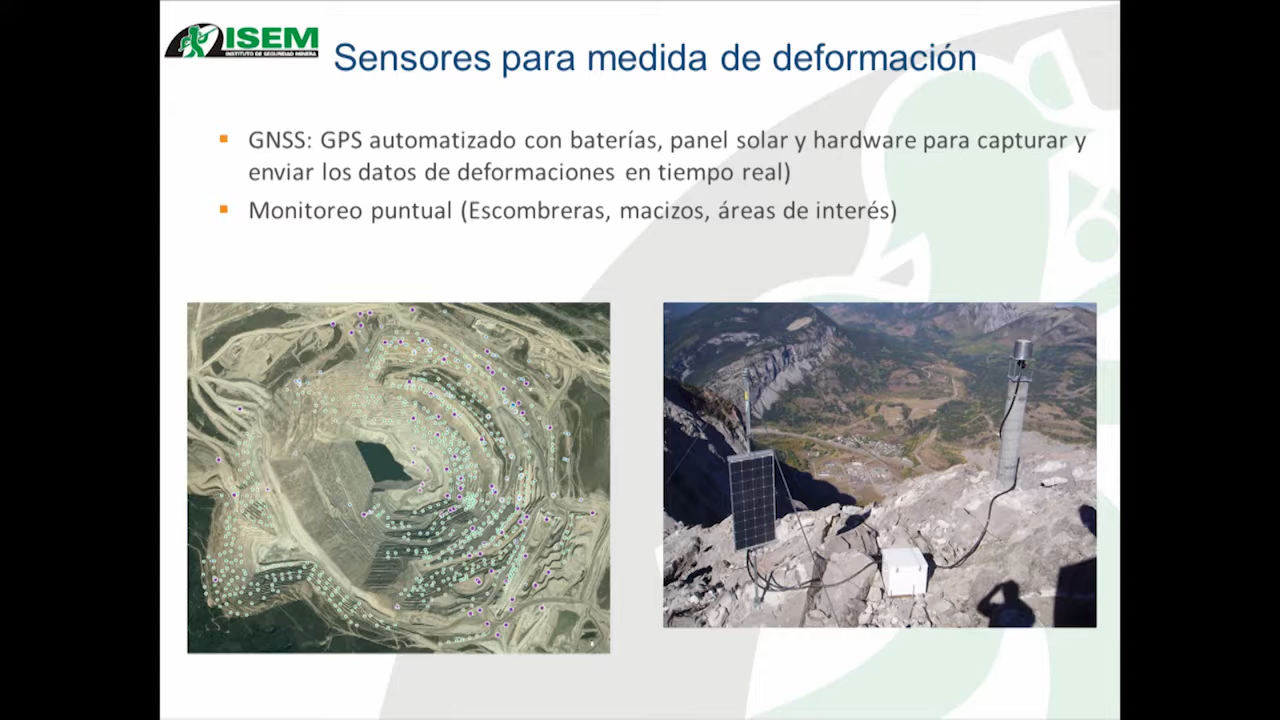 ISEM
INSTITUTO DE SEGURIDAD MINERA
Sensores para medida de deformación
GNSS: GPS automatizado con baterías, panel solar y hardware para capturar y
enviar los datos de deformaciones en tiempo real)
Monitoreo puntual (Escombreras, macizos, áreas de interés)